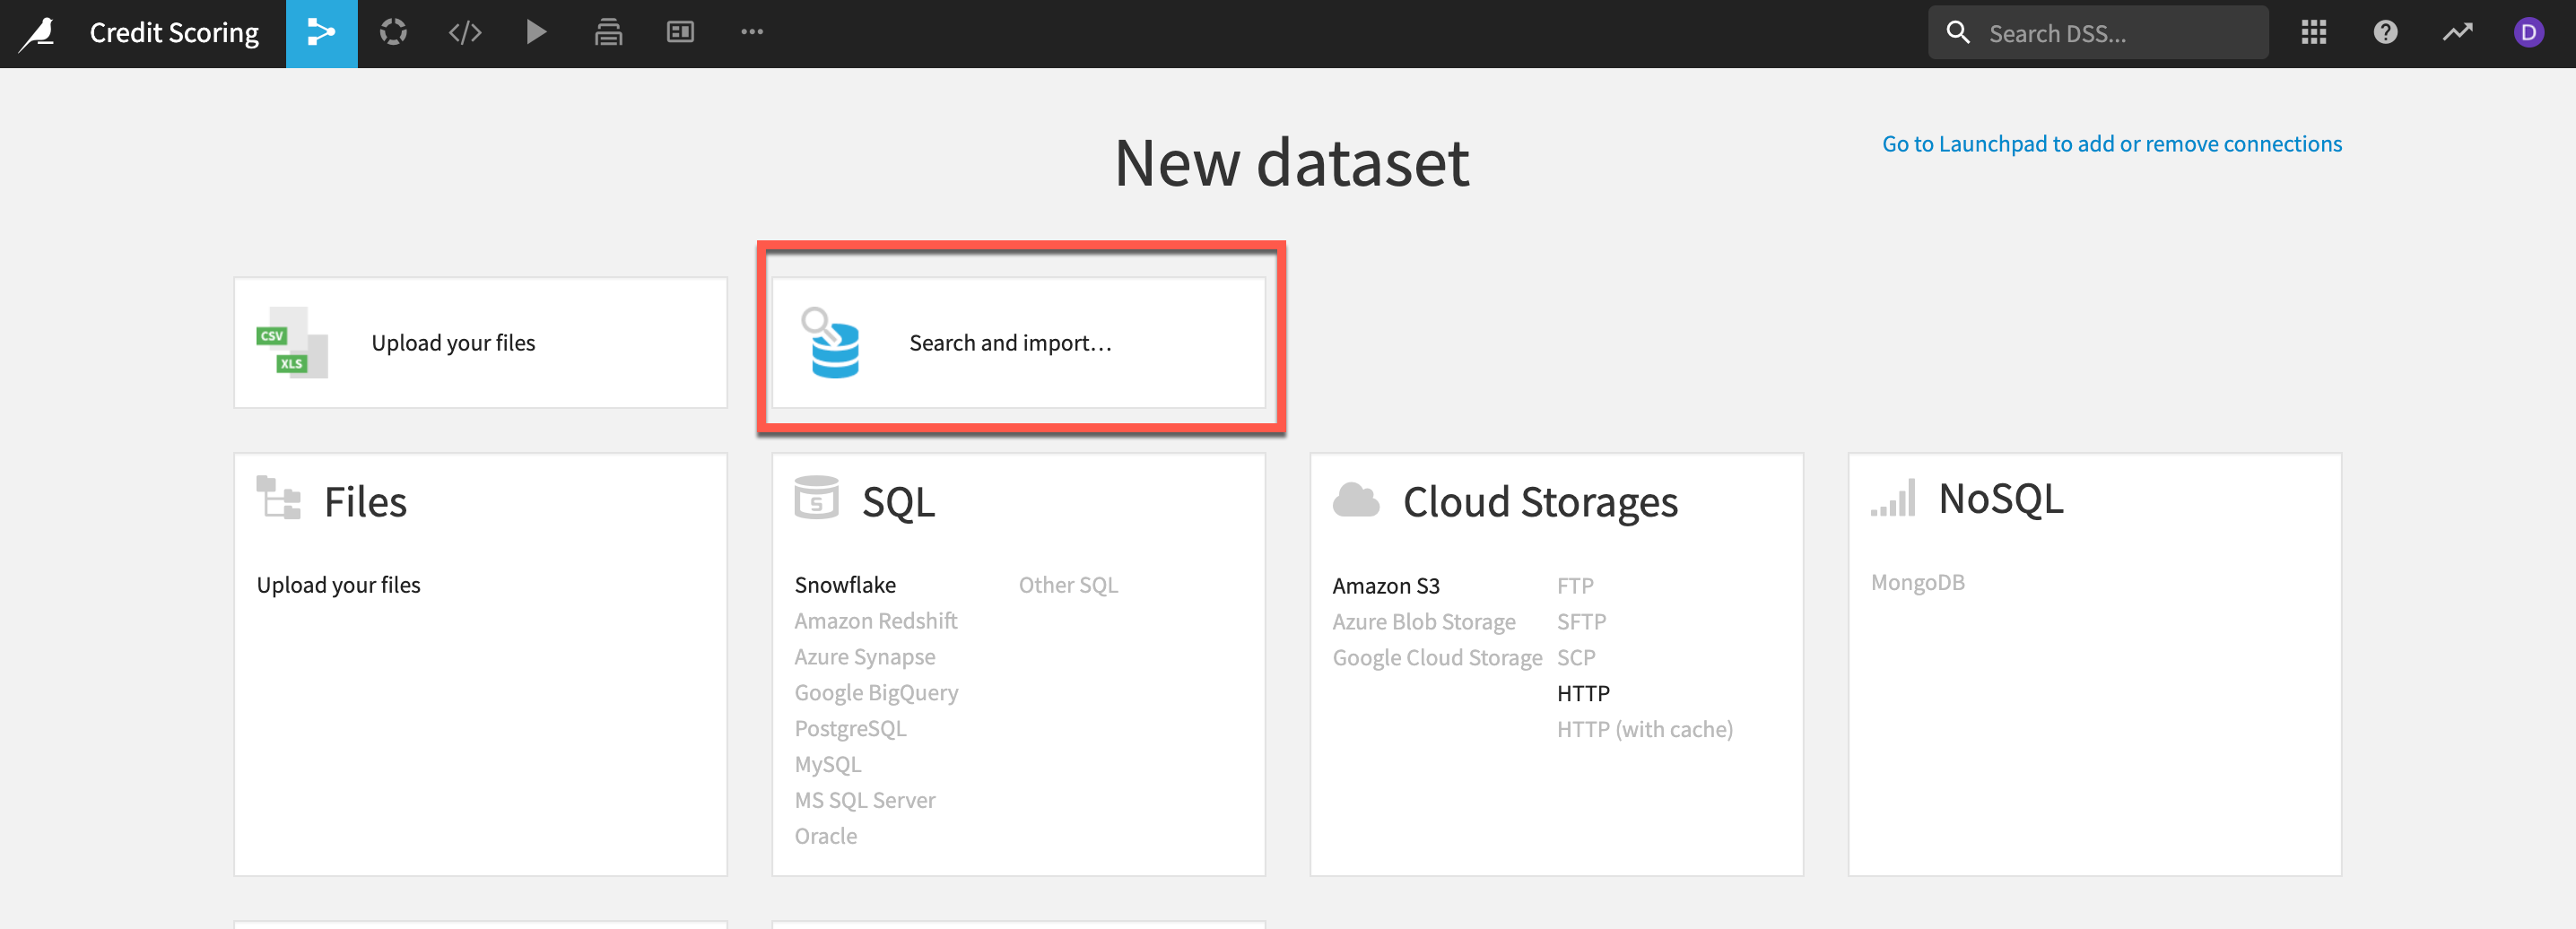 Credit Scoring
Search DSS...
D
New dataset
Go to Launchpad to add or remove connections
CSV
XLS
Upload your files
Search and import...
Files
Upload your files
S
SQL
Snowflake
Amazon Redshift
Azure Synapse
Google BigQuery
PostgreSQL
MySQL
MS SQL Server
Oracle
Other SQL
Cloud Storages
Amazon S3
Azure Blob Storage
Google Cloud Storage
FTP
SFTP
SCP
HTTP
HTTP (with cache)
NoSQL
MongoDB